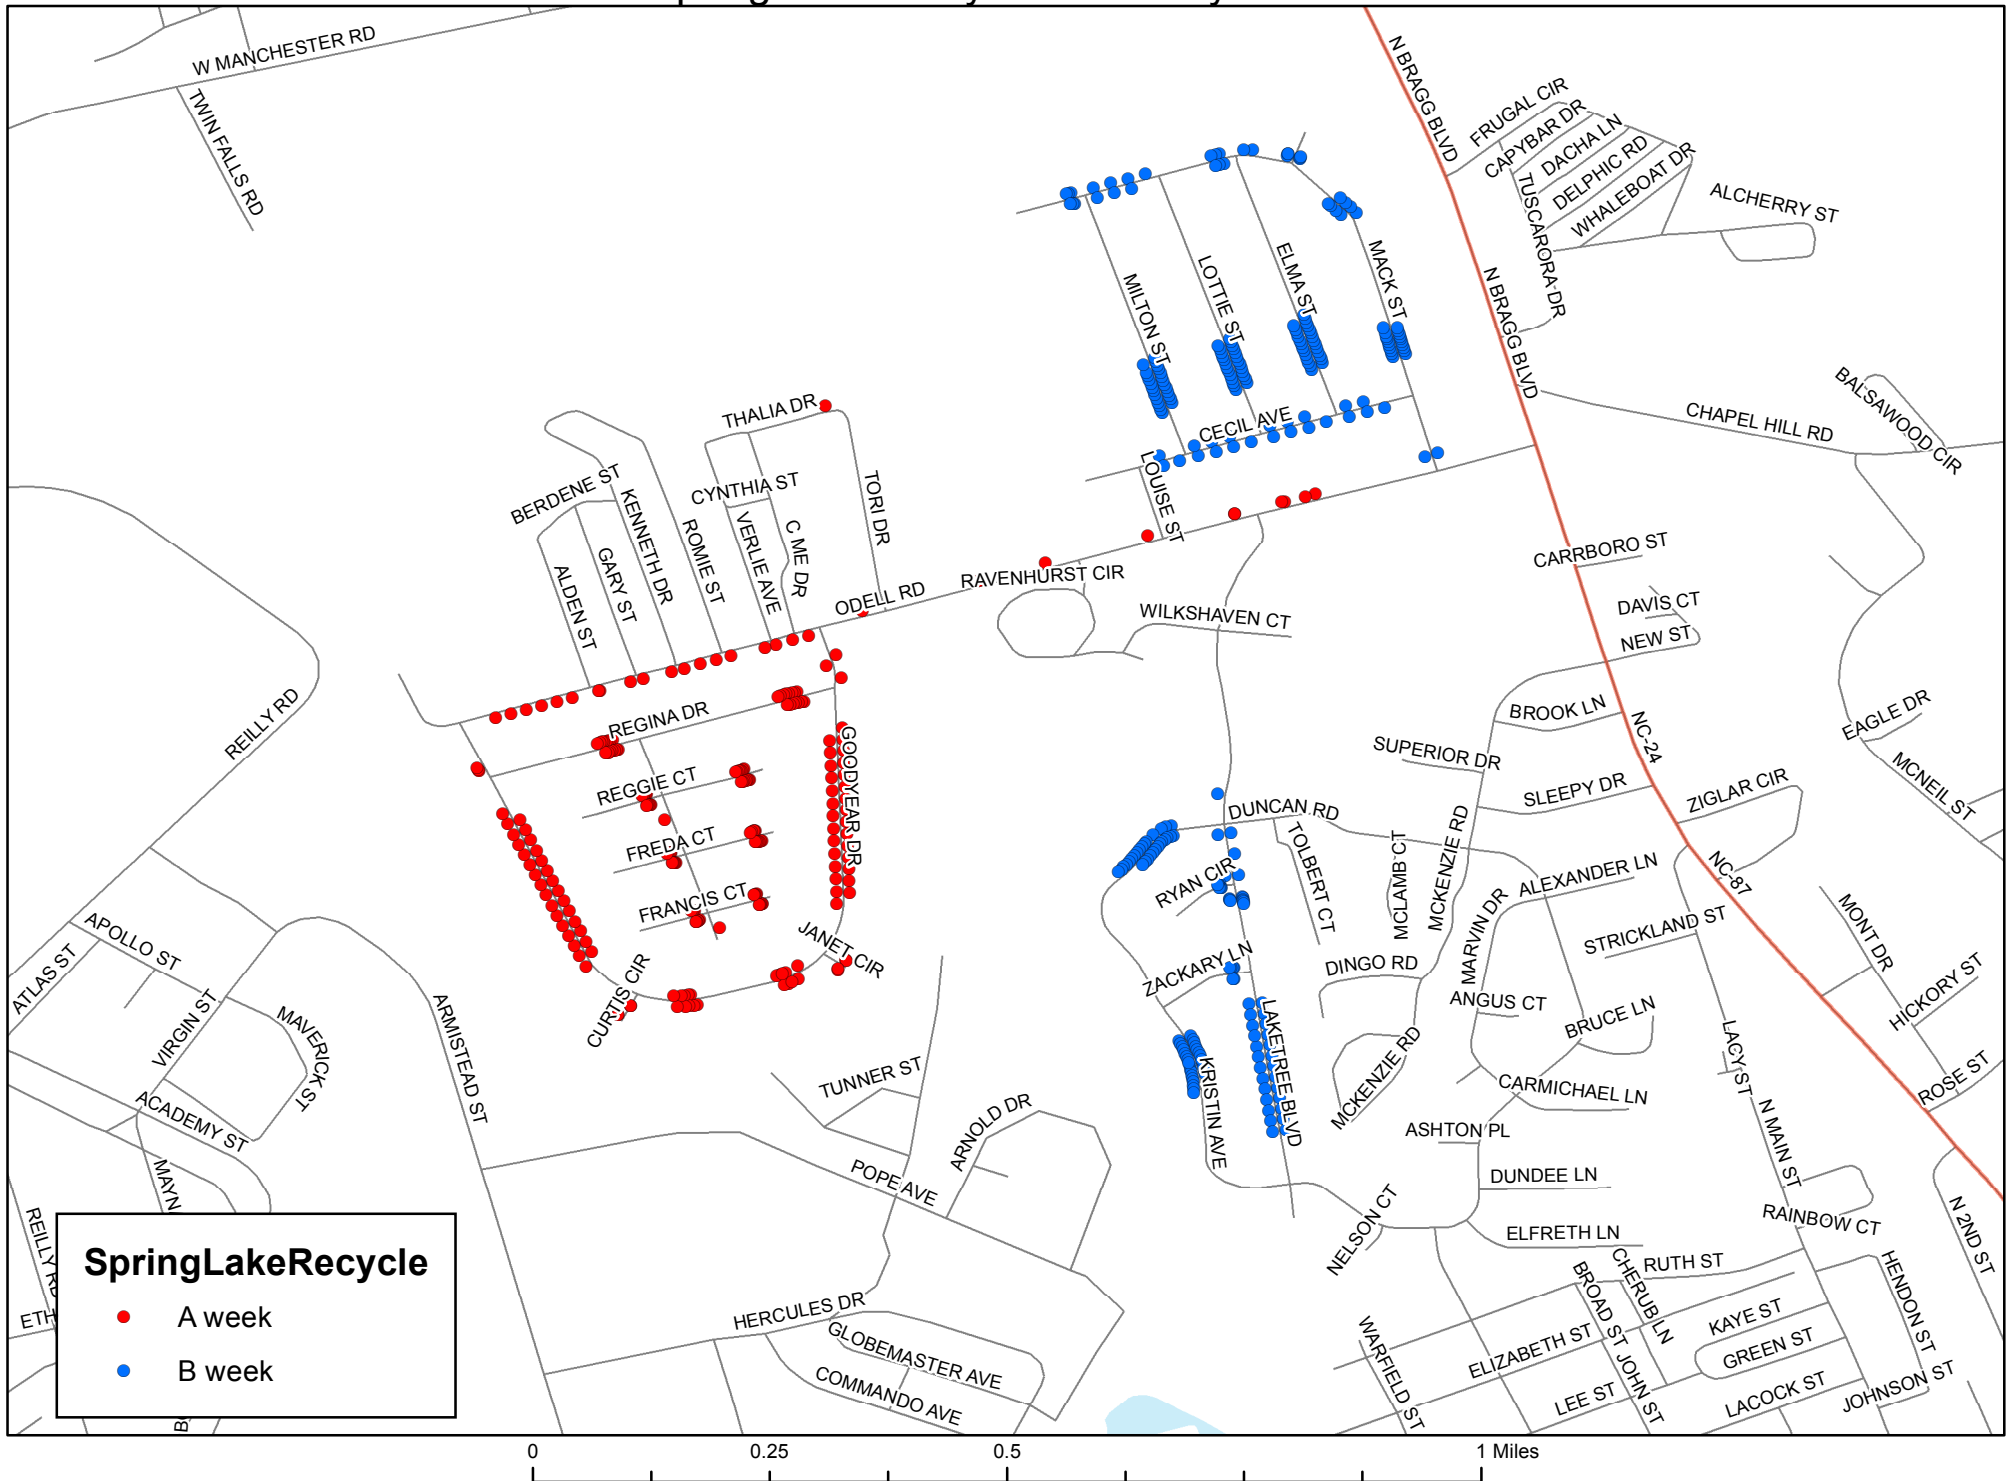 W MANCHESTER RD
TWIN FALLS RD
N BRAGG BLVD
FRUGAL CIR
CAPYBAR DR
DACHA LN
DELPHIC RD
WHALEBOAT DR
TUSCARORA DR
ALCHERRY ST
N BRAGG BLVD
MILTON ST
LOTTIE ST
ELMA ST
MACK ST
CECIL AVE
LOUISE ST
CHAPEL HILL RD
BALSAWOOD CIR
THALIA DR
BERDENE ST
KENNETH DR
CYNTHIA ST
TORI DR
ROMIE ST
VERLIE AVE
C ME DR
GARY ST
ALDEN ST
ODELL RD
RAVENHURST CIR
WILKSHAVEN CT
CARRBORO ST
DAVIS CT
NEW ST
REILLY RD
REGINA DR
REGGIE CT
FREDA CT
FRANCIS CT
GOODYEAR DR
JANET CIR
CURTIS CIR
BROOK LN
NC-24
SUPERIOR DR
SLEEPY DR
ZIGLAR CIR
EAGLE DR
MCNEIL ST
DUNCAN RD
TOLBERT CT
MCLAMB CT
MCKENZIE RD
RYAN CIR
ALEXANDER LN
NC-87
MARVIN DR
STRICKLAND ST
MONT DR
HICKORY ST
ZACKARY LN
DINGO RD
ANGUS CT
BRUCE LN
APOLLO ST
ATLAS ST
VIRGIN ST
MAVERICK ST
ARMISTEAD ST
ACADEMY ST
TUNNER ST
ARNOLD DR
POPE AVE
KRISTIN AVE
LAKETREE BLVD
MCKENZIE RD
CARMICHAEL LN
LACY ST
ROSE ST
ASHTON PL
N MAIN ST
DUNDEE LN
NELSON CT
ELFRETH LN
RAINBOW CT
N 2ND ST
MAYN
REILLY RD
ETH
HERCULES DR
GLOBEMASTER AVE
COMMANDO AVE
RUTH ST
CHERUB LN
BROAD ST
HENDON ST
WARFIELD ST
ELIZABETH ST
KAYE ST
GREEN ST
JOHN ST
LEE ST
LACOCK ST
JOHNSON ST
SpringLakeRecycle
A week
B week
0 0.25 0.5 1 Miles